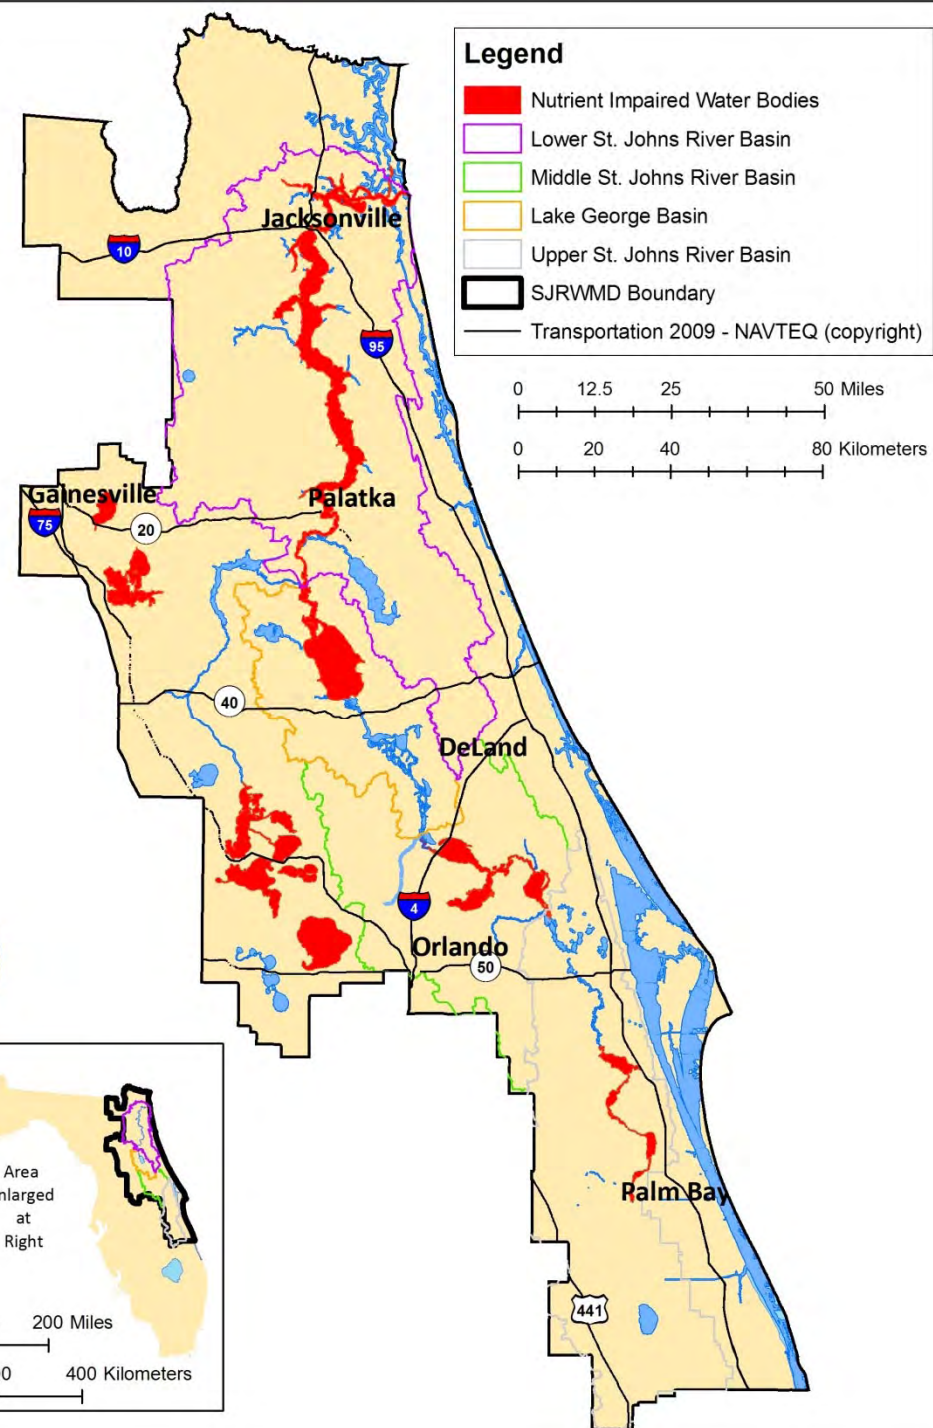 Legend
Nutrient Impaired Water Bodies
Lower St. Johns River Basin
Middle St. Johns River Basin
Lake George Basin
Upper St. Johns River Basin
SJRWMD Boundary
Transportation 2009 - NAVTEQ (copyright)
0 12.5 25 50 Miles
0 20 40 80 Kilometers
Jacksonville
10
95
Gainesville
Palatka
75
20
40
DeLand
4
Orlando
50
Palm Bay
441
Area
nlarged
at
Right
200 Miles
00 400 Kilometers